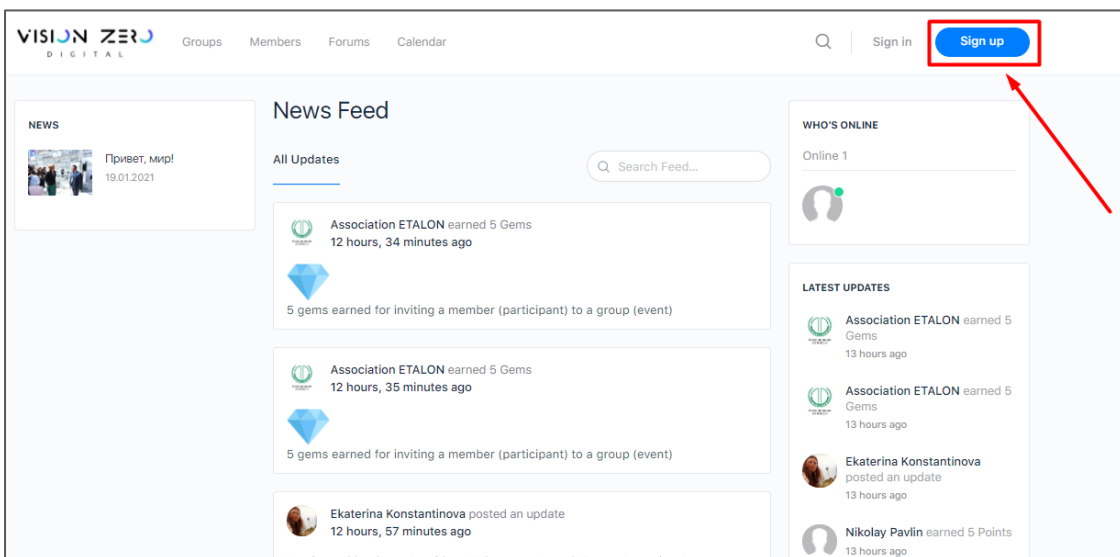 VISION ZERO
DIGITAL
Groups
Members
Forums
Calendar
Sign in
Sign up
NEWS
Привет, мир!
19.01.2021
News Feed
All Updates
Search Feed...
Association ETALON earned 5 Gems
12 hours, 34 minutes ago
5 gems earned for inviting a member (participant) to a group (event)
Association ETALON earned 5 Gems
12 hours, 35 minutes ago
5 gems earned for inviting a member (participant) to a group (event)
Ekaterina Konstantinova posted an update
12 hours, 57 minutes ago
WHO'S ONLINE
Online 1
LATEST UPDATES
Association ETALON earned 5
Gems
13 hours ago
Association ETALON earned 5
Gems
13 hours ago
Ekaterina Konstantinova
posted an update
13 hours ago
Nikolay Pavlin earned 5 Points
13 hours ago